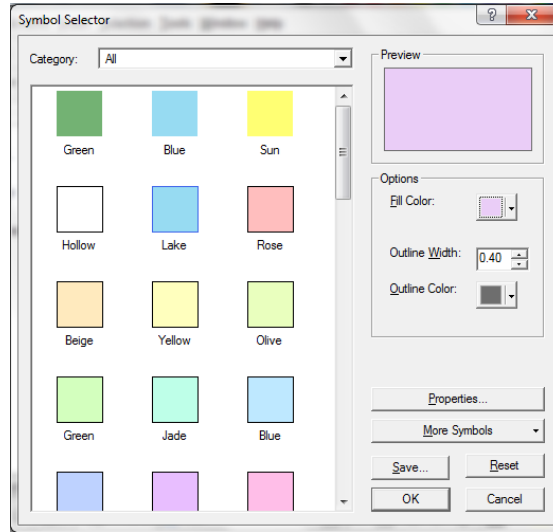 Symbol Selector
Category: All
Green Blue Sun
Hollow Lake Rose
Beige Yellow Olive
Green Jade Blue
Preview
Options
Fill Color:
Outline Width: 0.40
Outline Color:
Properties...
More Symbols
Save... Reset
OK Cancel